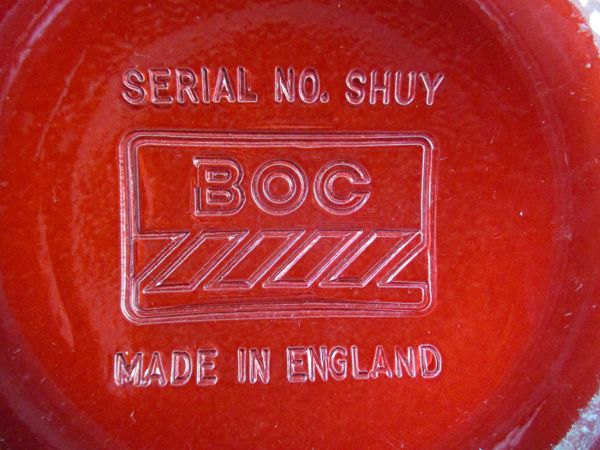 SERIAL NO. SHUY
BOC
MADE IN ENGLAND